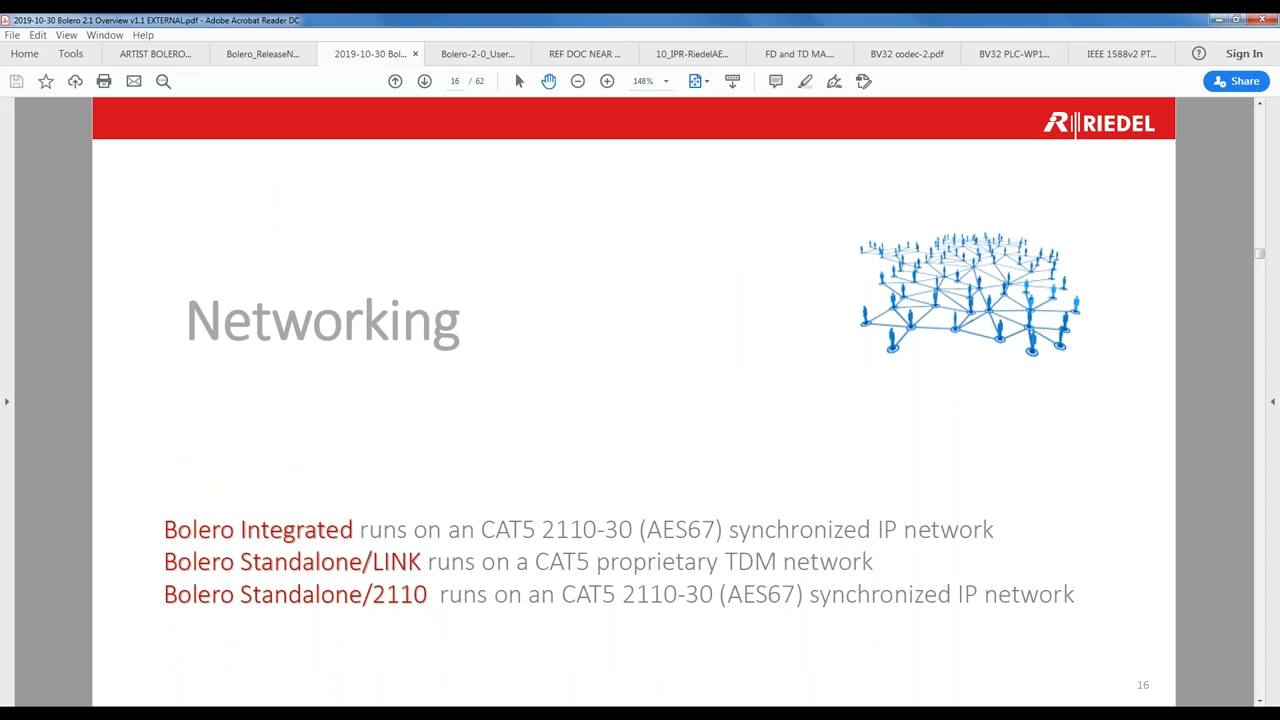 2019-10-30 Bolero 2.1 Overview v1.1 EXTERNAL.pdf - Adobe Acrobat Reader DC
File Edit View Window Help
Home Tools ARTIST BOLERO... Bolero_ReleaseN... 2019-10-30 Bol... × Bolero-2-0_User... REF DOC NEAR ... 10_IPR-RiedelAE... FD and TD MA... BV32 codec-2.pdf BV32 PLC-WP1... IEEE 1588v2 PT... Sign In
16 / 62 148% Share
RIEDEL
Networking
Bolero Integrated runs on an CAT5 2110-30 (AES67) synchronized IP network
Bolero Standalone/LINK runs on a CAT5 proprietary TDM network
Bolero Standalone/2110 runs on an CAT5 2110-30 (AES67) synchronized IP network
16